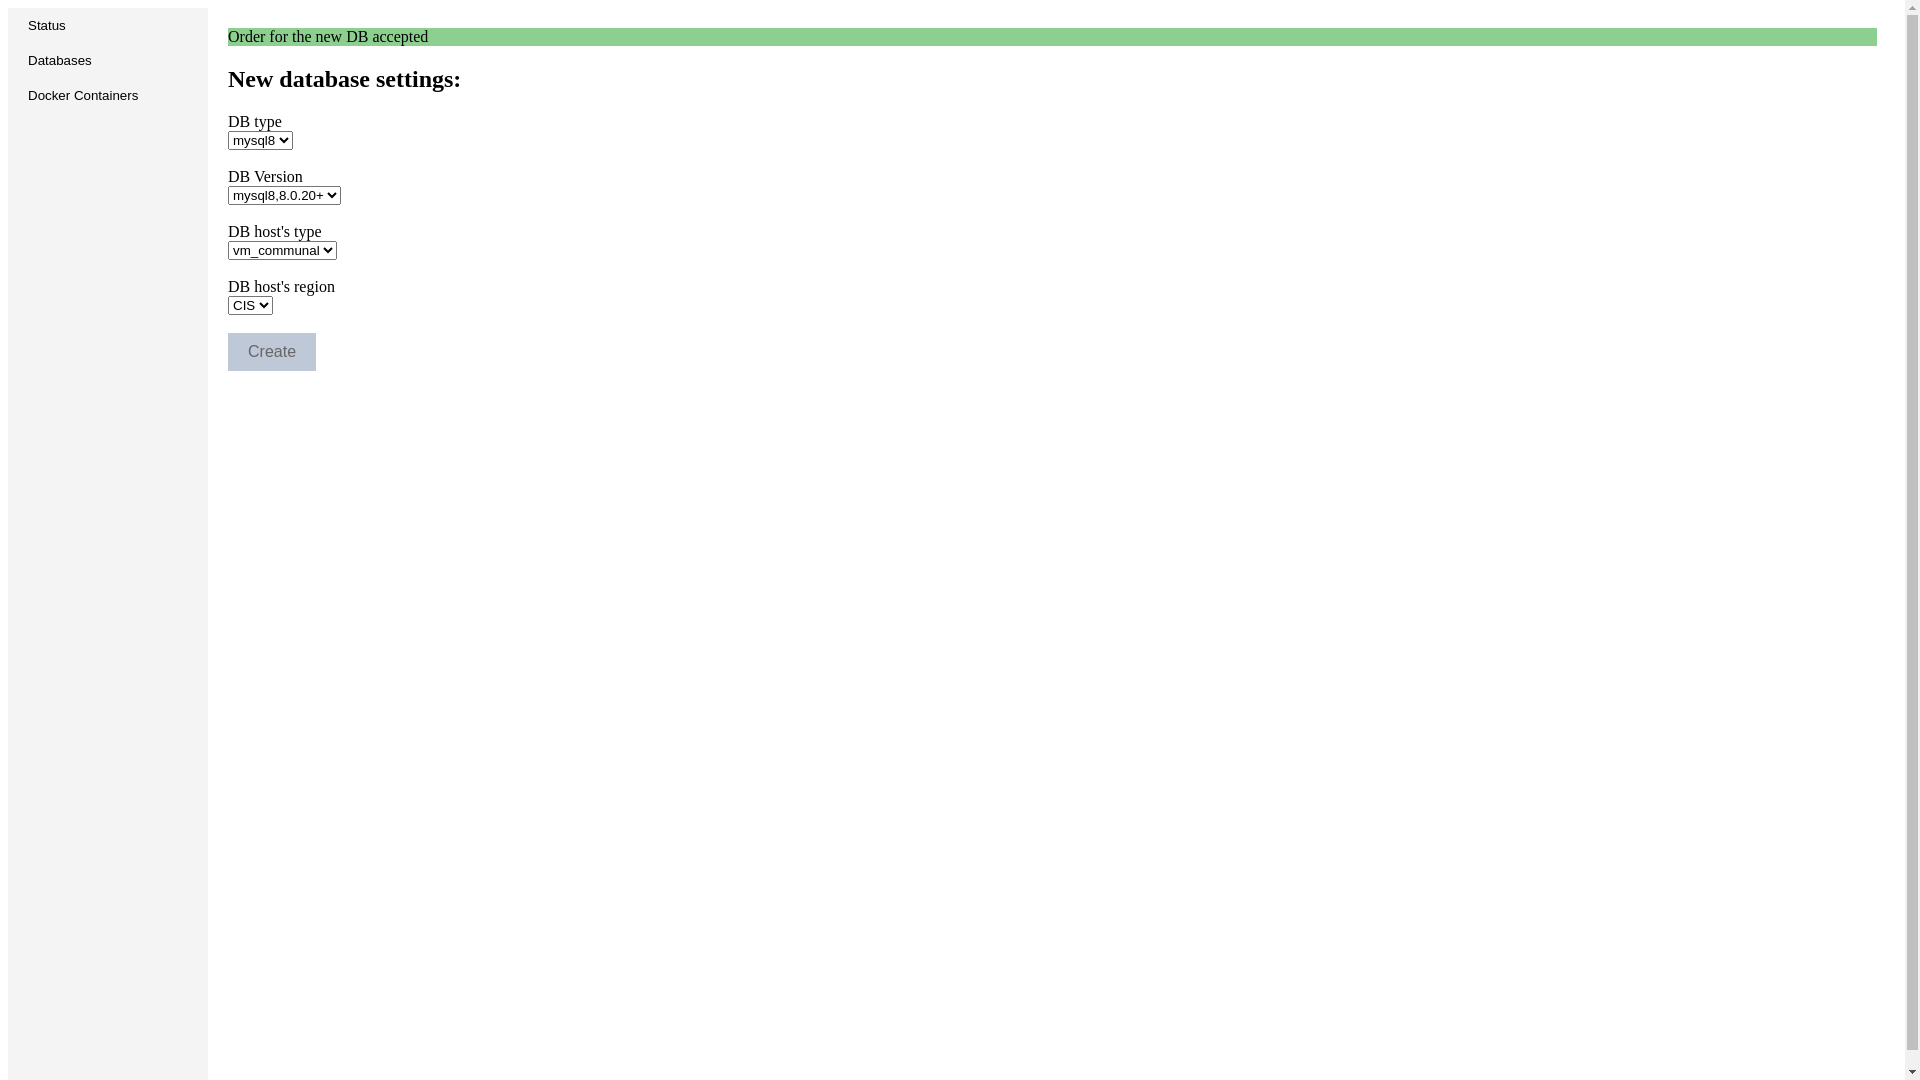 Status
Databases
Docker Containers
Order for the new DB accepted
New database settings:
DB type
mysql8
DB Version
mysql8,8.0.20+
DB host's type
vm_communal
DB host's region
CIS
Create